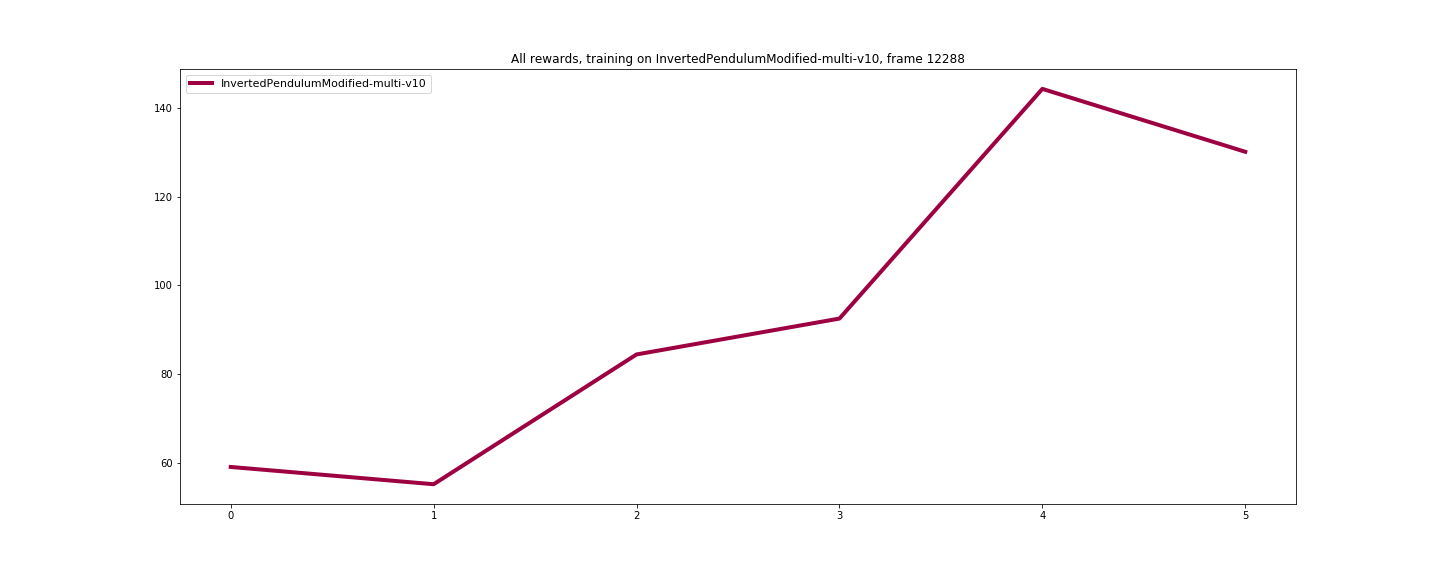 All rewards, training on InvertedPendulumModified-multi-v10, frame 12288
InvertedPendulumModified-multi-v10
140
120
100
80
60
0 1 2 3 4 5